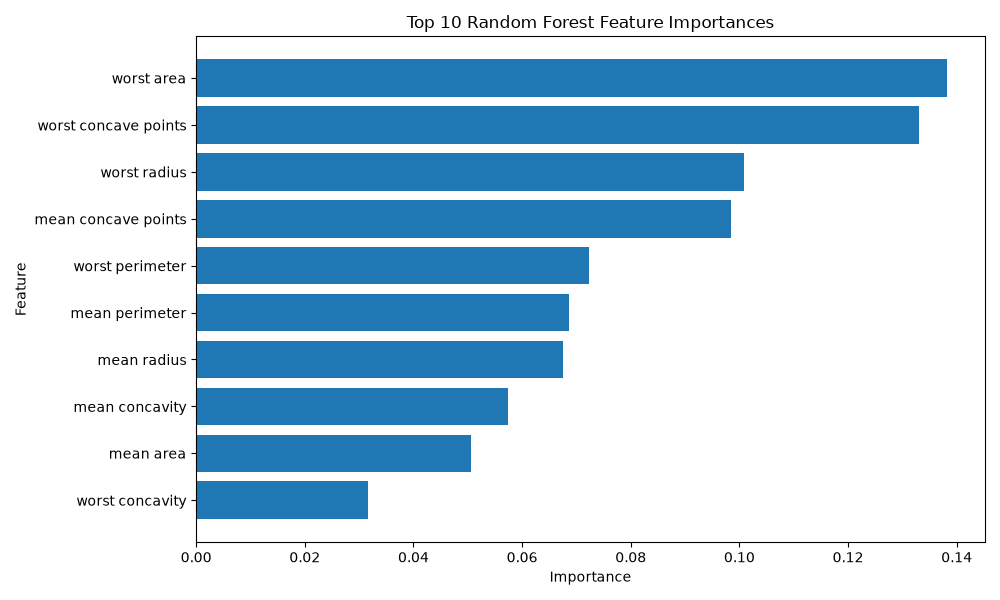 Top 10 Random Forest Feature Importances
worst area
worst concave points
worst radius
mean concave points
worst perimeter
mean perimeter
mean radius
mean concavity
mean area
worst concavity
Feature
0.00 0.02 0.04 0.06 0.08 0.10 0.12 0.14
Importance